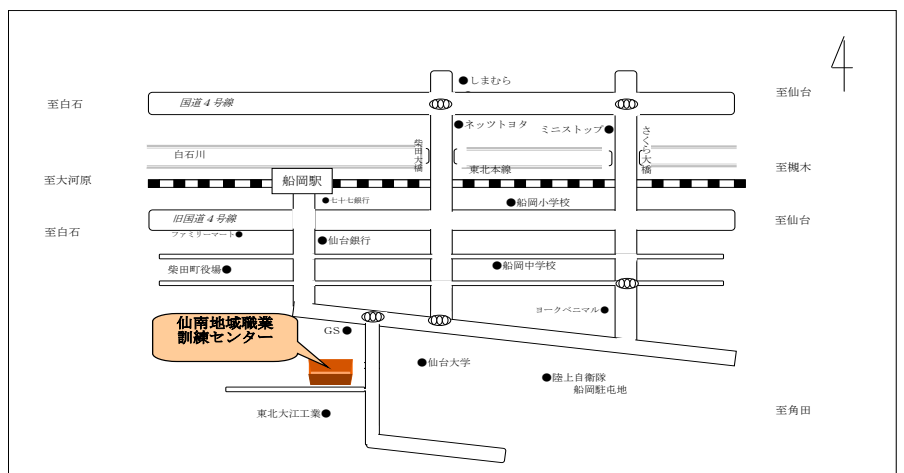 しまむら
至仙台
至白石
国道4号線
ネッツトヨタ
ミニストップ
柴田大橋
さくら大橋
白石川
東北本線
至槻木
至大河原
船岡駅
七十七銀行
船岡小学校
旧国道4号線
至仙台
至白石
ファミリーマート
仙台銀行
柴田町役場
船岡中学校
ヨークベニマル
仙南地域職業
訓練センター
GS
仙台大学
陸上自衛隊
船岡駐屯地
東北大江工業
至角田